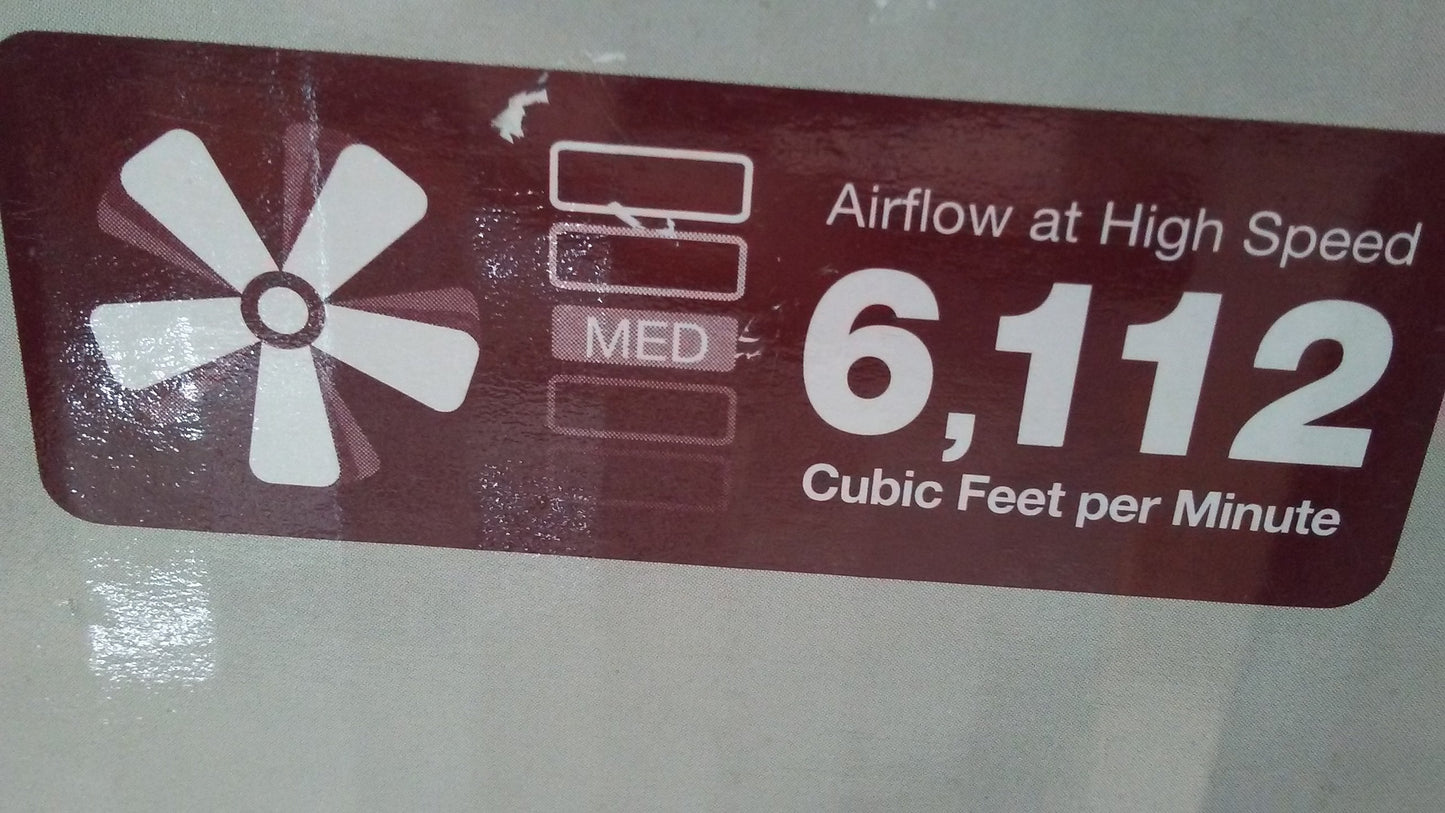 MED
Airflow at High Speed
6,112
Cubic Feet per Minute